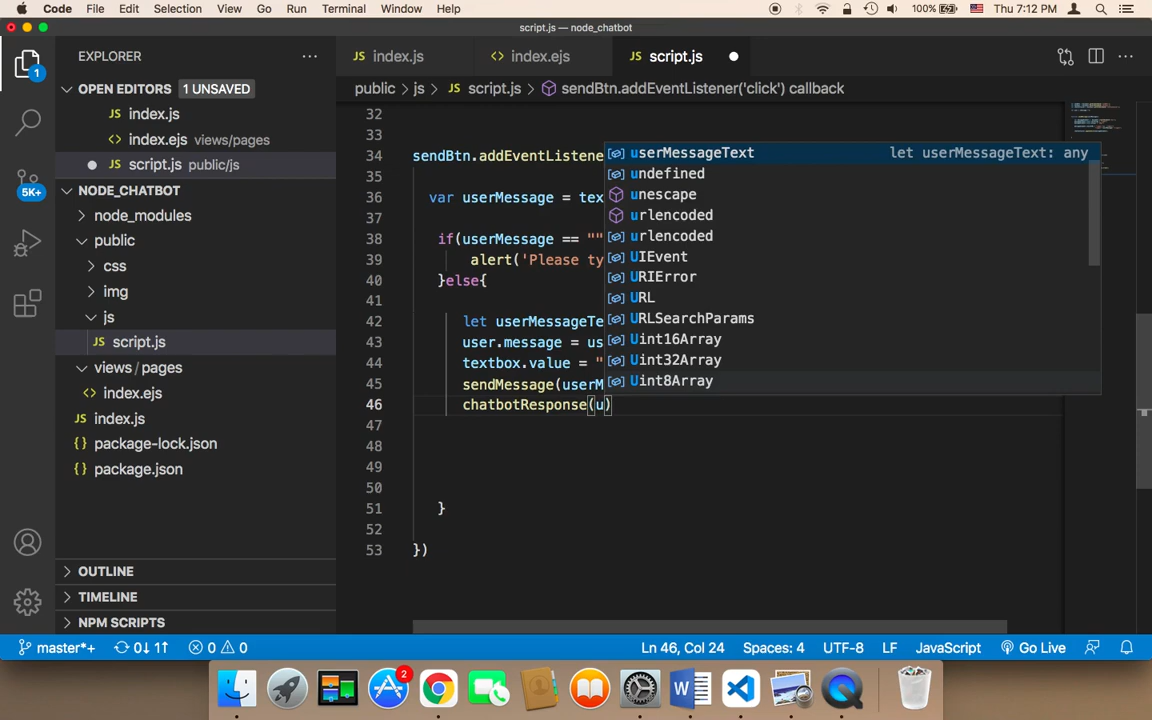 Code File Edit Selection View Go Run Terminal Window Help 100% Thu 7:12 PM
script.js — node_chatbot
EXPLORER
index.js
index.ejs
script.js
OPEN EDITORS 1 UNSAVED
public > js > script.js > sendBtn.addEventListener('click') callback
index.js
index.ejs views/pages
script.js public/js
NODE_CHATBOT
node_modules
public
css
img
js
script.js
views / pages
index.ejs
index.js
package-lock.json
package.json
OUTLINE
TIMELINE
NPM SCRIPTS
1
5K+
32
33
34 sendBtn.addEventListene
35
36 var userMessage = tex
37
38 if(userMessage == ""
39 alert('Please ty
40 }else{
41
42 let userMessageTe
43 user.message = us
44 textbox.value = "
45 sendMessage(userM
46 chatbotResponse(u)
47
48
49
50
51 }
52
53 })
userMessageText let userMessageText: any
undefined
unescape
urlencoded
urlencoded
UIEvent
URIError
URL
URLSearchParams
Uint16Array
Uint32Array
Uint8Array
master*+ 0↓ 1↑ 0 0 Ln 46, Col 24 Spaces: 4 UTF-8 LF JavaScript Go Live
2